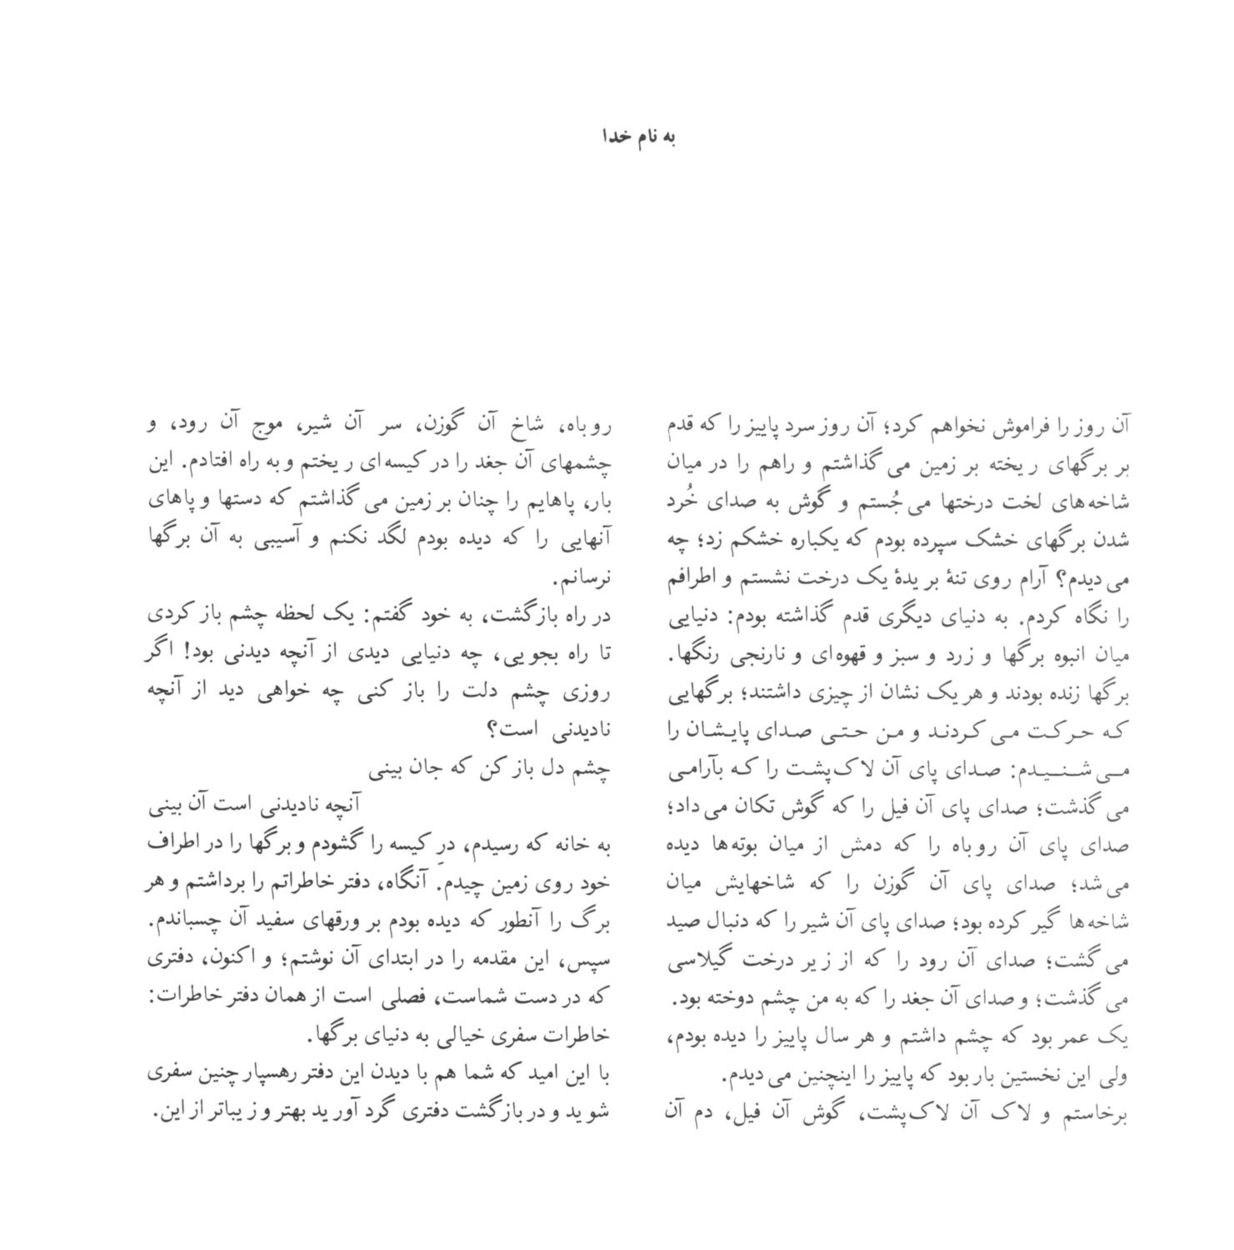 به نام خدا
آن روز را فراموش نخواهم کرد؛ آن روز سرد پاییز را که قدم
بر برگهای ریخته بر زمین می‌گذاشتم و راهم را در میان
شاخه‌های لخت درختها می‌جُستم و گوش به صدای خُرد
شدن برگهای خشک سپرده بودم که یکباره خشکم زد؛ چه
می‌دیدم؟ آرام روی تنهٔ بریدهٔ یک درخت نشستم و اطرافم
را نگاه کردم. به دنیای دیگری قدم گذاشته بودم: دنیایی
میان انبوه برگها و زرد و سبز و قهوه‌ای و نارنجی رنگها.
برگها زنده بودند و هر یک نشان از چیزی داشتند؛ برگهایی
که حرکت می‌کردند و من حتی صدای پایشان را
می‌شنیدم: صدای پای آن لاک‌پشت را که بآرامی
می‌گذشت؛ صدای پای آن فیل را که گوش تکان می‌داد؛
صدای پای آن روباه را که دمش از میان بوته‌ها دیده
می‌شد؛ صدای پای آن گوزن را که شاخهایش میان
شاخه‌ها گیر کرده بود؛ صدای پای آن شیر را که دنبال صید
می‌گشت؛ صدای آن رود را که از زیر درخت گیلاسی
می‌گذشت؛ و صدای آن جغد را که به من چشم دوخته بود.
یک عمر بود که چشم داشتم و هر سال پاییز را دیده بودم،
ولی این نخستین بار بود که پاییز را اینچنین می‌دیدم.
برخاستم و لاک آن لاک‌پشت، گوش آن فیل، دم آن
روباه، شاخ آن گوزن، سر آن شیر، موج آن رود، و
چشمهای آن جغد را در کیسه‌ای ریختم و به راه افتادم. این
بار، پاهایم را چنان بر زمین می‌گذاشتم که دستها و پاهای
آنهایی را که دیده بودم لگد نکنم و آسیبی به آن برگها
نرسانم.
در راه بازگشت، به خود گفتم: یک لحظه چشم باز کردی
تا راه بجویی، چه دنیایی دیدی از آنچه دیدنی بود! اگر
روزی چشم دلت را باز کنی چه خواهی دید از آنچه
نادیدنی است؟
چشم دل باز کن که جان بینی
آنچه نادیدنی است آن بینی
به خانه که رسیدم، درِ کیسه را گشودم و برگها را در اطراف
خود روی زمین چیدم. آنگاه، دفتر خاطراتم را برداشتم و هر
برگ را آنطور که دیده بودم بر ورقهای سفید آن چسباندم.
سپس، این مقدمه را در ابتدای آن نوشتم؛ و اکنون، دفتری
که در دست شماست، فصلی است از همان دفتر خاطرات:
خاطرات سفری خیالی به دنیای برگها.
با این امید که شما هم با دیدن این دفتر رهسپار چنین سفری
شوید و در بازگشت دفتری گرد آورید بهتر و زیباتر از این.